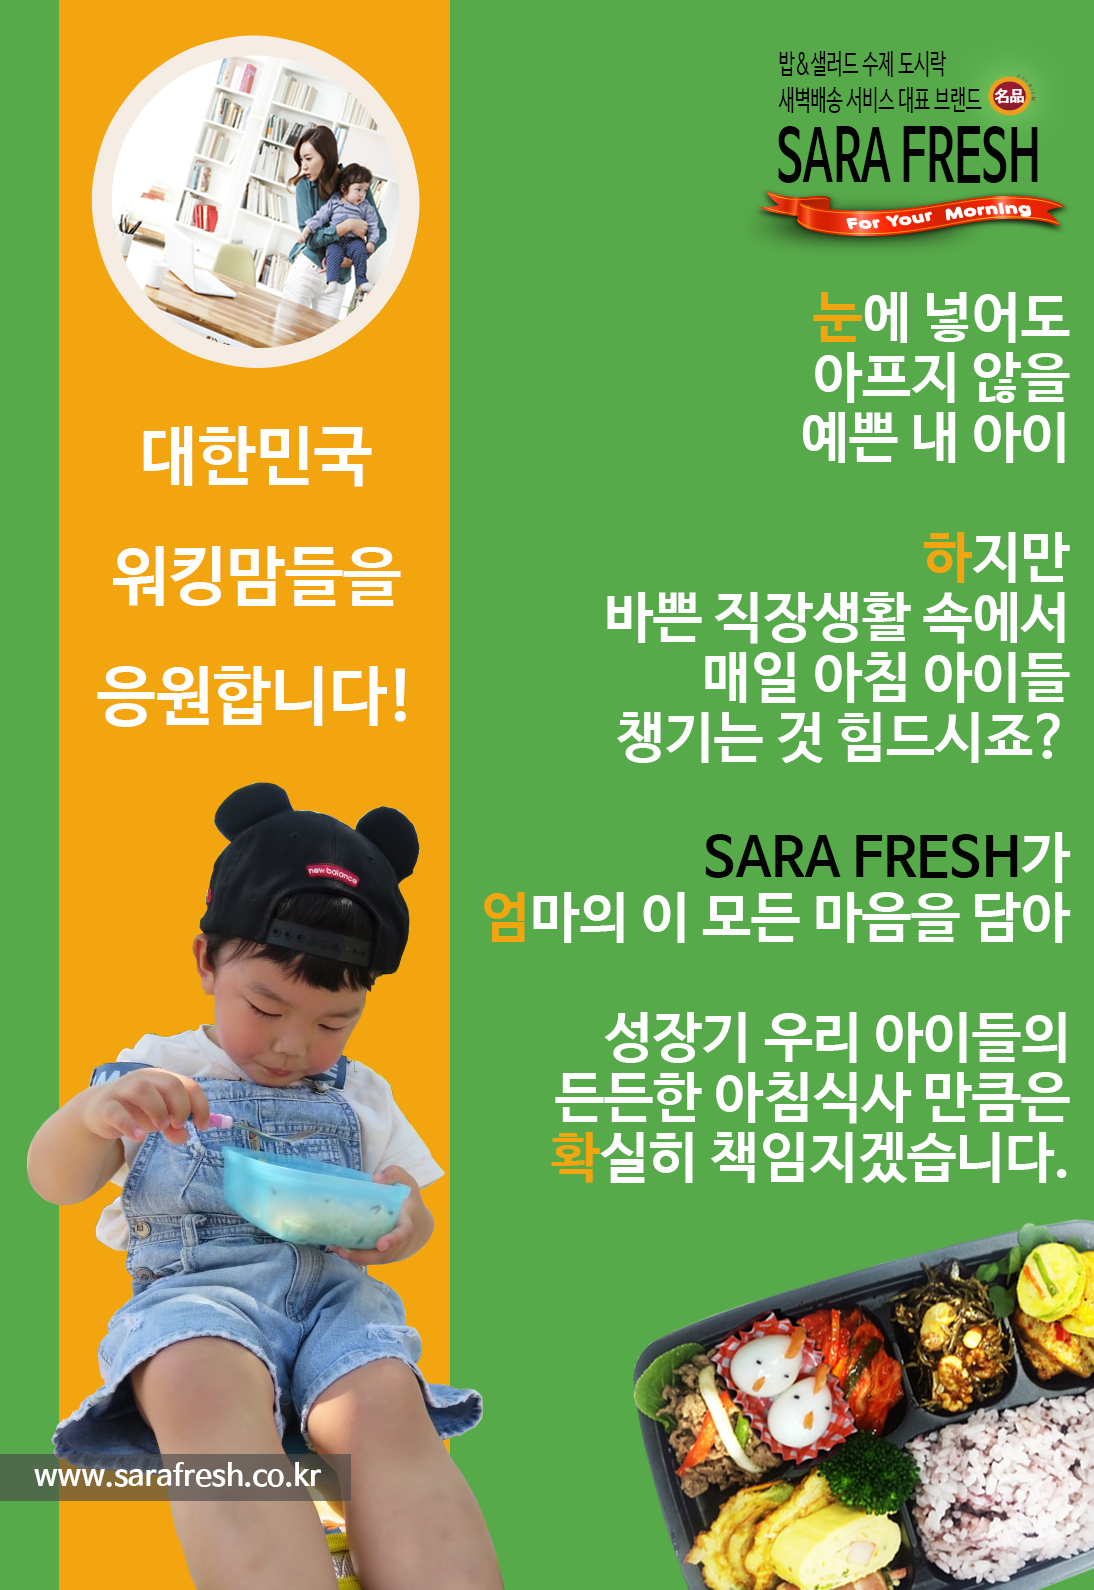 밥&샐러드 수제 도시락
새벽배송 서비스 대표 브랜드
名品
SARA FRESH
For Your Morning
대한민국
워킹맘들을
응원합니다!
눈에 넣어도
아프지 않을
예쁜 내 아이
하지만
바쁜 직장생활 속에서
매일 아침 아이들
챙기는 것 힘드시죠?
SARA FRESH가
엄마의 이 모든 마음을 담아
성장기 우리 아이들의
든든한 아침식사 만큼은
확실히 책임지겠습니다.
new balance
www.sarafresh.co.kr